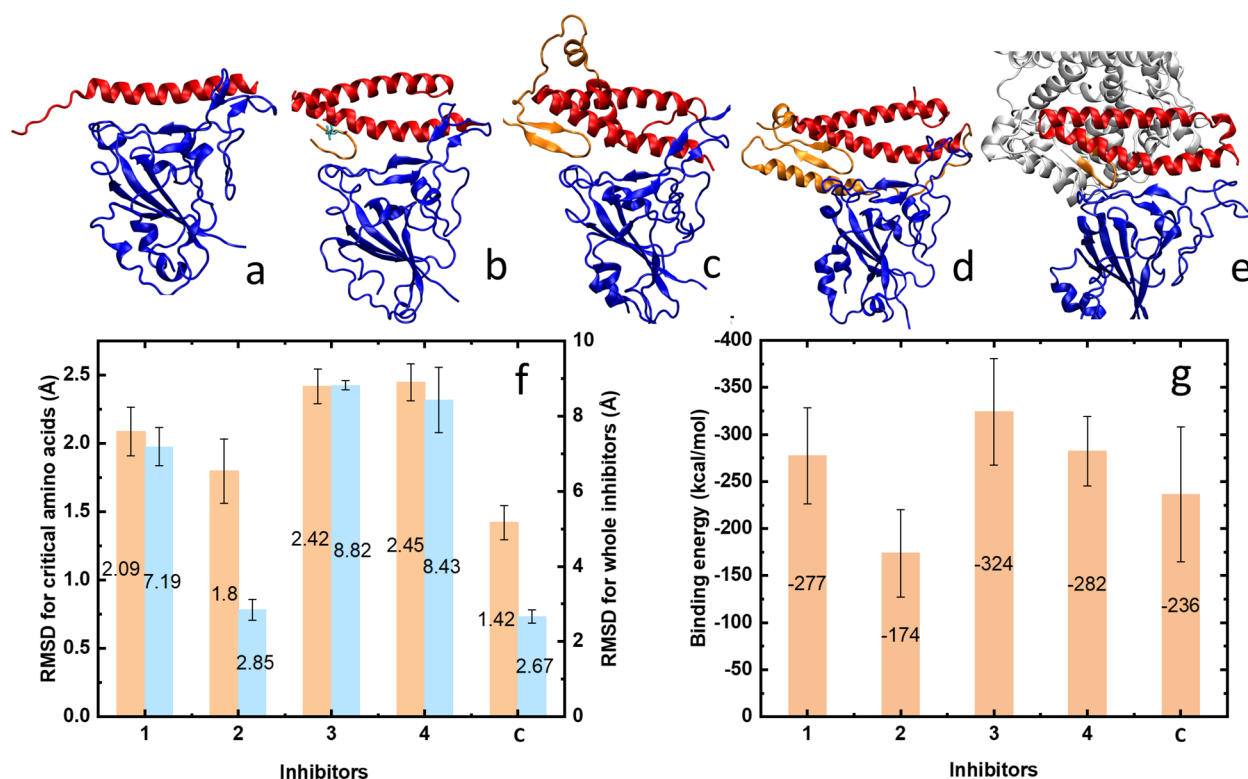 a
b
c
d
e
f
RMSD for critical amino acids (Å)
2.5
2.0
1.5
1.0
0.5
0.0
10
8
6
4
2
0
RMSD for whole inhibitors (Å)
2.09
7.19
1.8
2.85
2.42
8.82
2.45
8.43
1.42
2.67
1 2 3 4 c
Inhibitors
g
Binding energy (kcal/mol)
-400
-350
-300
-250
-200
-150
-100
-50
0
-277
-174
-324
-282
-236
1 2 3 4 c
Inhibitors